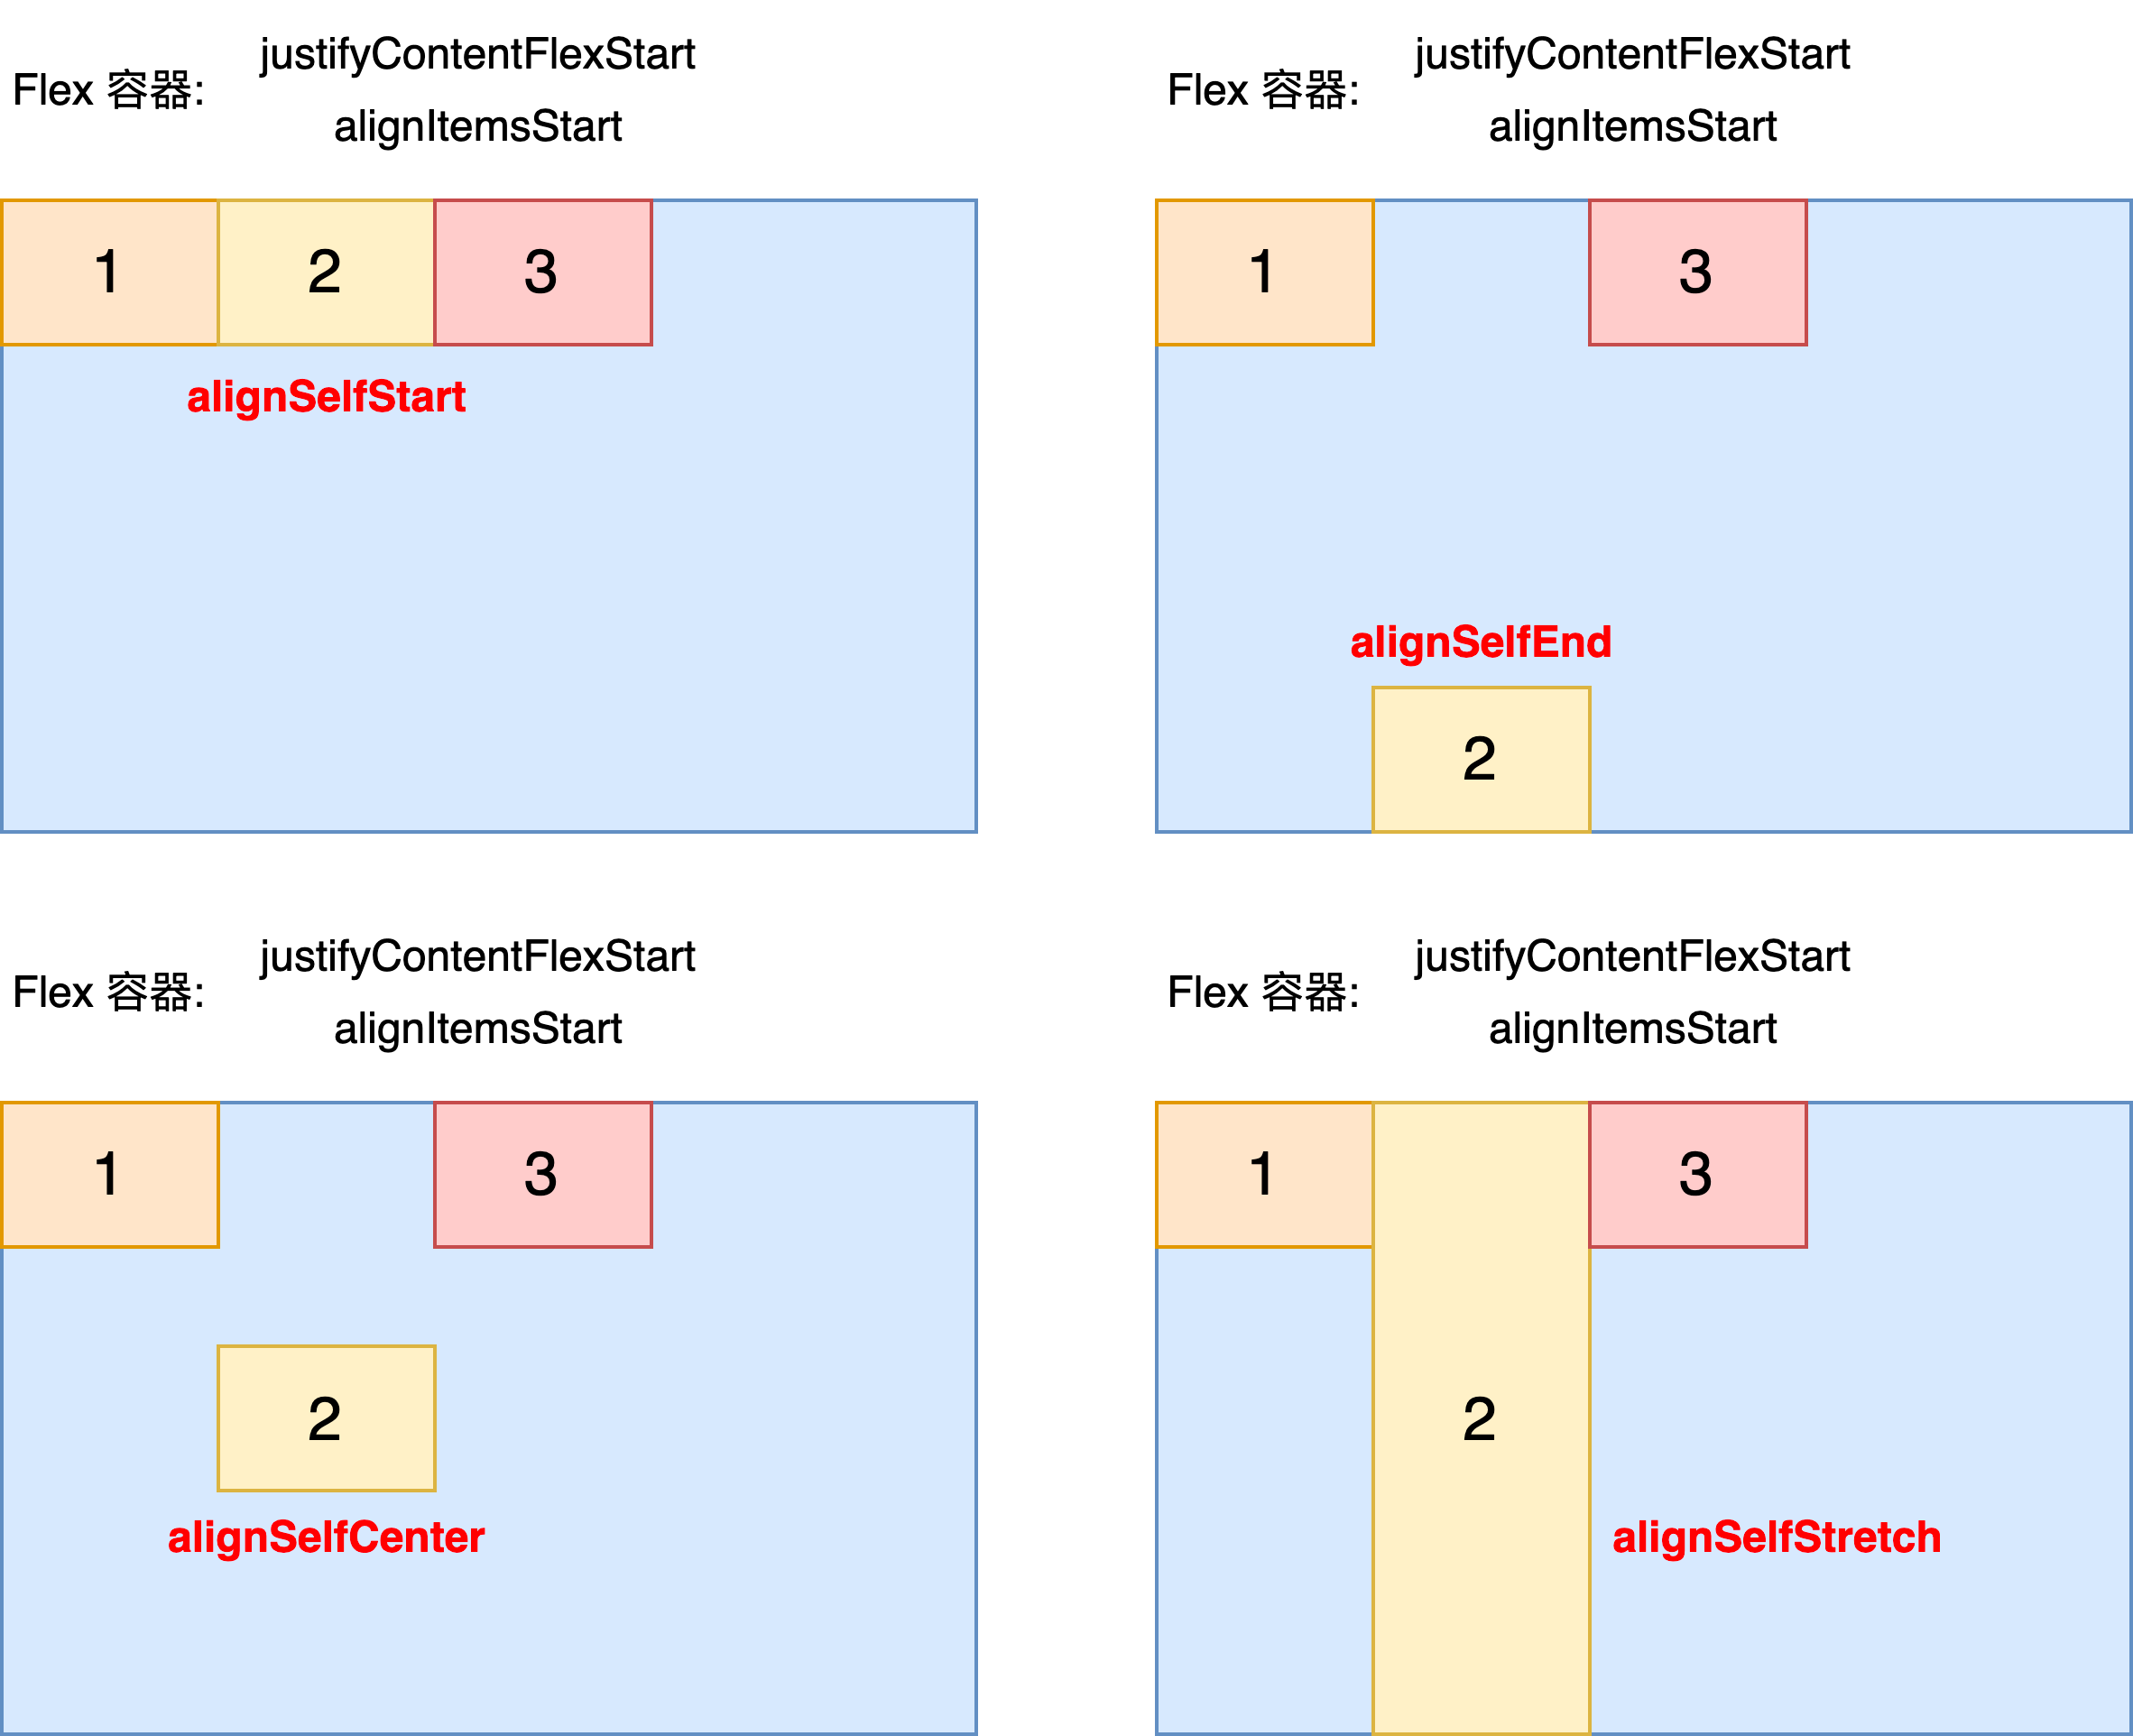 Flex 容器:
justifyContentFlexStart
alignItemsStart
1
2
3
alignSelfStart
Flex 容器:
justifyContentFlexStart
alignItemsStart
1
3
alignSelfEnd
2
Flex 容器:
justifyContentFlexStart
alignItemsStart
1
3
2
alignSelfCenter
Flex 容器:
justifyContentFlexStart
alignItemsStart
1
3
2
alignSelfStretch